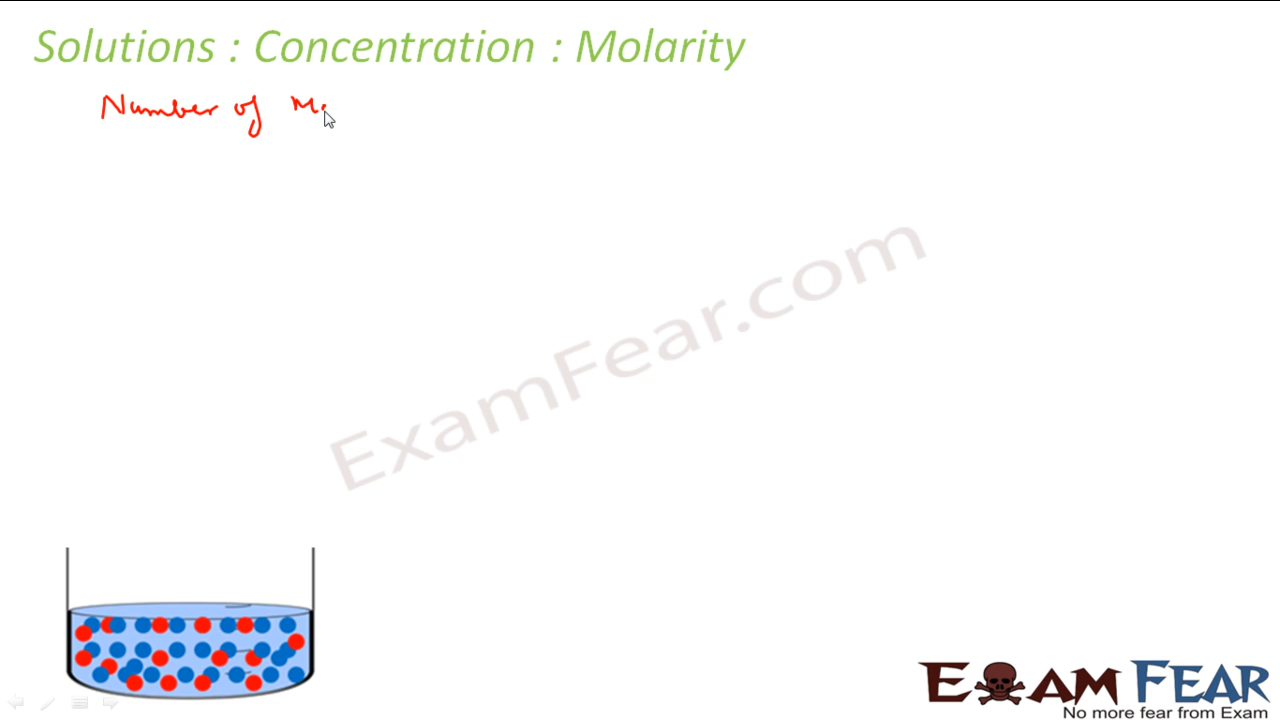 Solutions : Concentration : Molarity
Number of
ExamFear.com
EXAM FEAR
No more fear from Exam